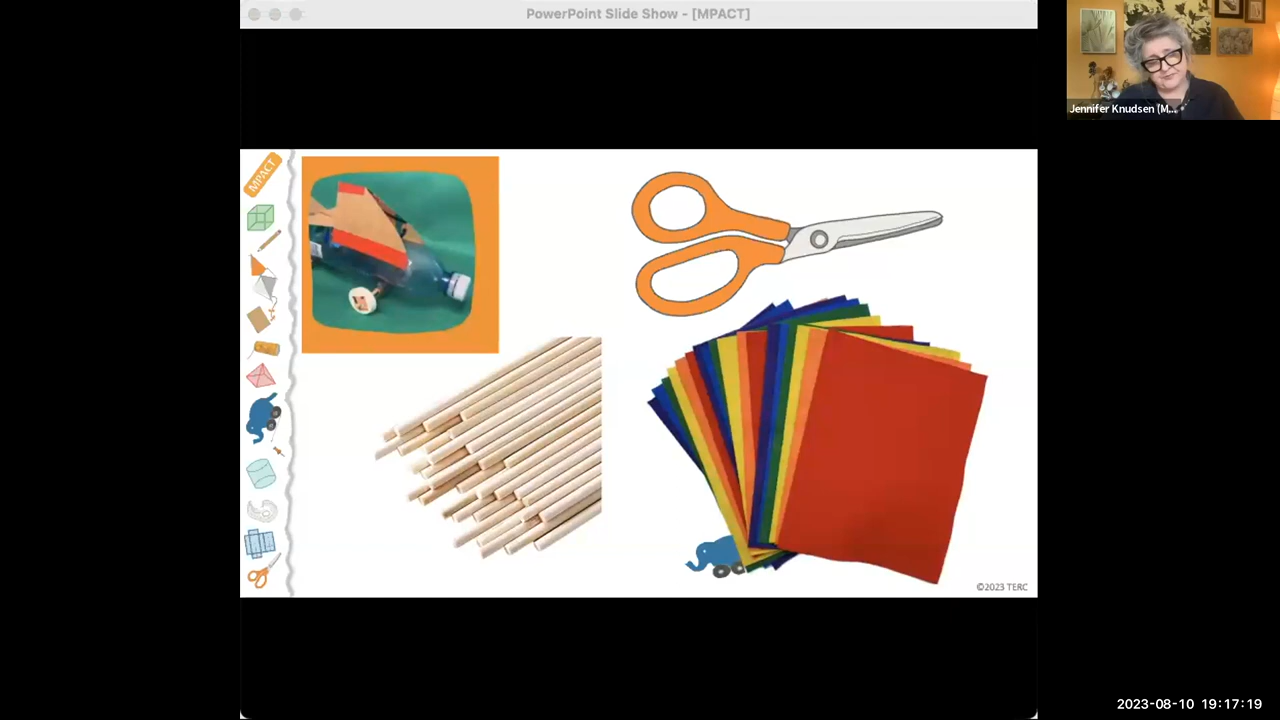 PowerPoint Slide Show - [MPACT]
Jennifer Knudsen (M...
MPACT
©2023 TERC
2023-08-10 19:17:19